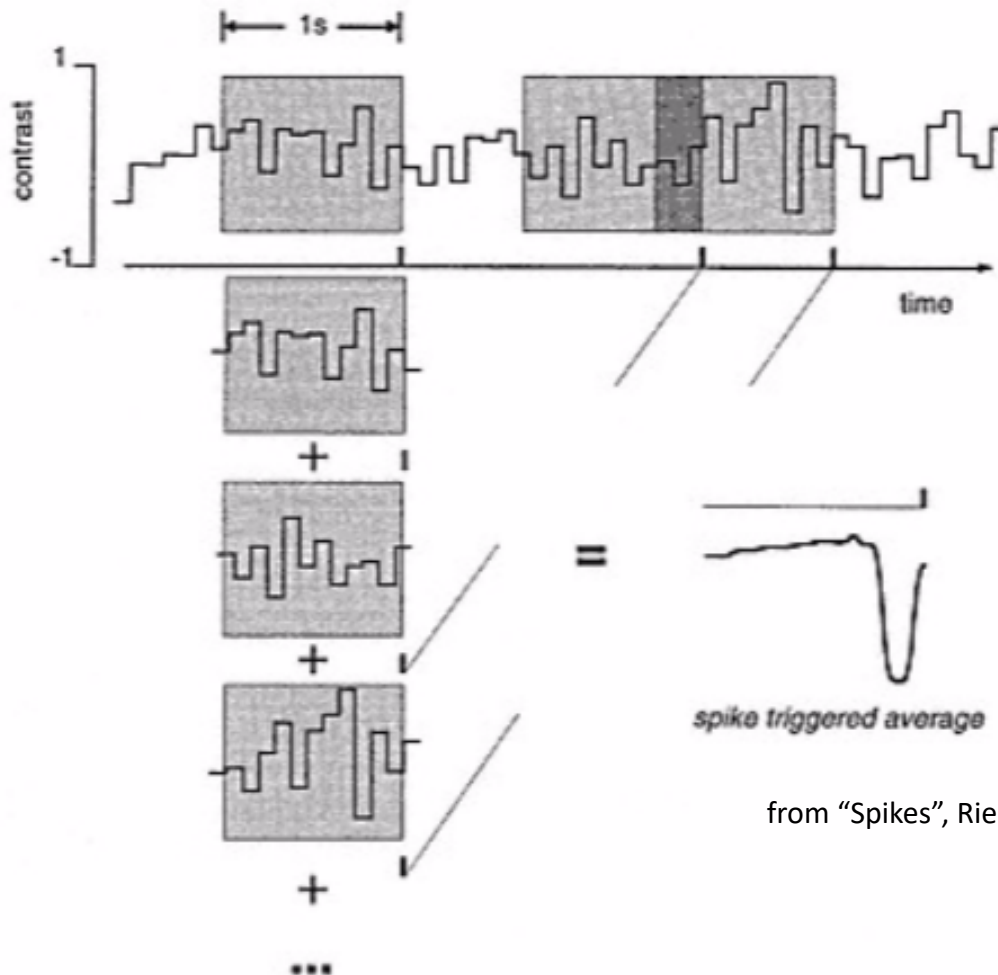 1s
1
contrast
-1
time
+
+
=
spike triggered average
from “Spikes”, Rie
+
...